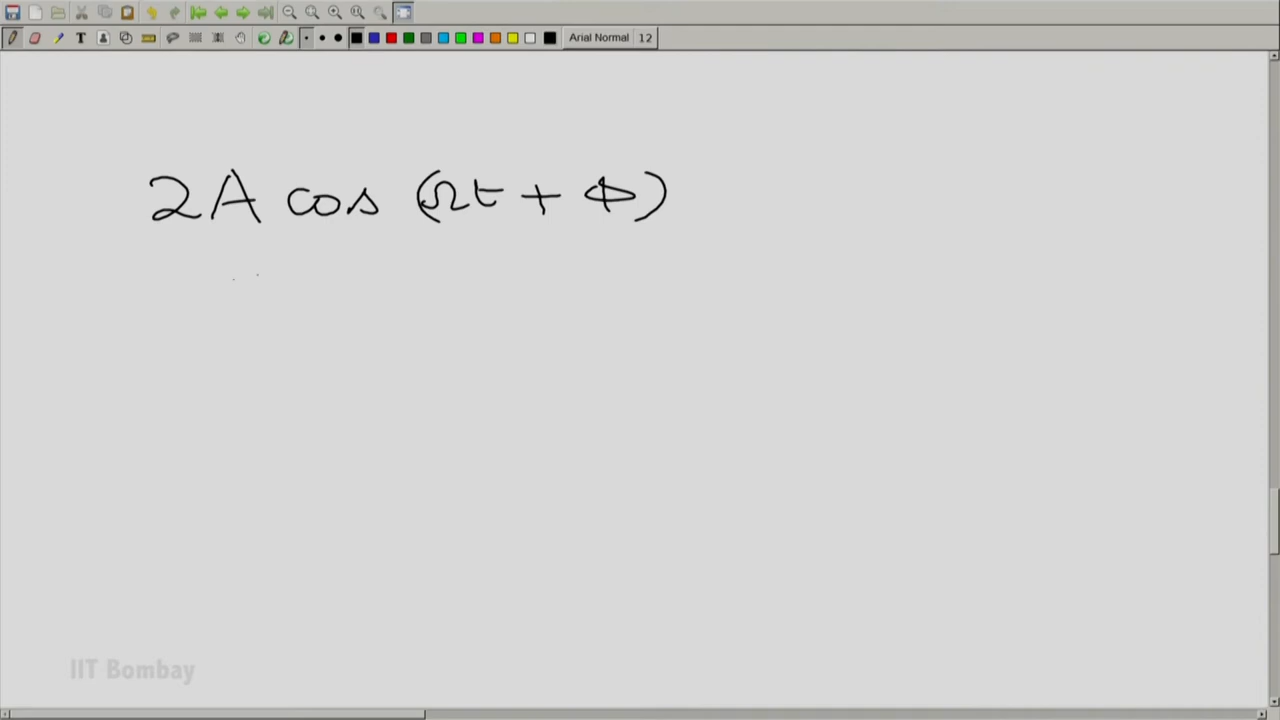 Arial Normal 12
2A cos (Ωt + Φ)
IIT Bombay